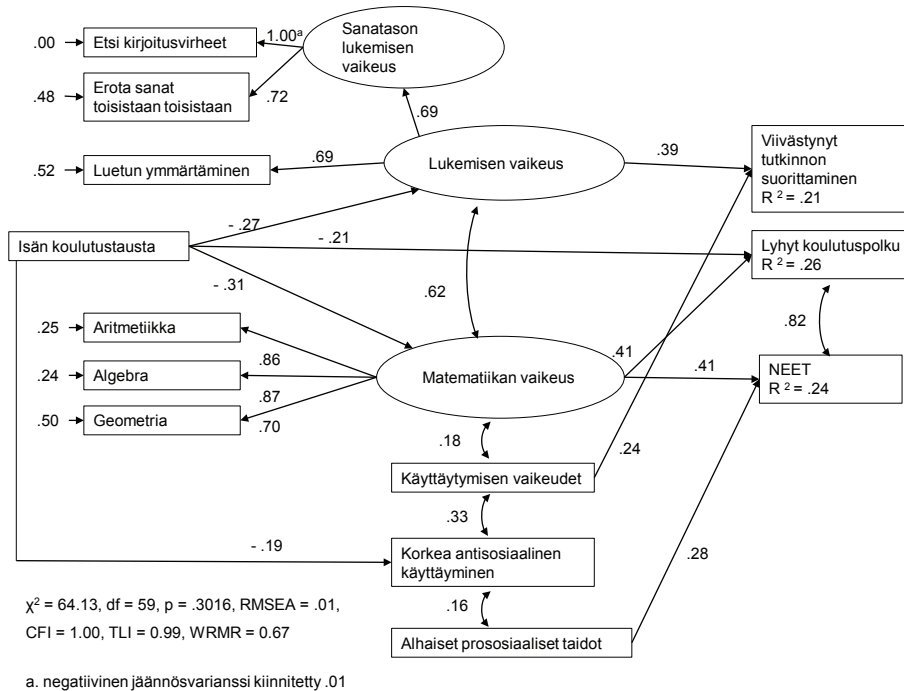 Sanatason
lukemisen
vaikeus
.00
Etsi kirjoitusvirheet
1.00a
.48
Erota sanat
toisistaan toisistaan
.72
.69
.52
Luetun ymmärtäminen
.69
Lukemisen vaikeus
.39
Viivästynyt
tutkinnon
suorittaminen
R 2 = .21
- .27
Isän koulutustausta
- .21
Lyhyt koulutuspolku
R 2 = .26
- .31
.62
.82
.25
Aritmetiikka
.86
.24
Algebra
Matematiikan vaikeus
.41
.41
NEET
R 2 = .24
.87
.50
Geometria
.70
.18
.24
Käyttäytymisen vaikeudet
.33
- .19
Korkea antisosiaalinen
käyttäyminen
.28
.16
χ2 = 64.13, df = 59, p = .3016, RMSEA = .01,
CFI = 1.00, TLI = 0.99, WRMR = 0.67
Alhaiset prososiaaliset taidot
a. negatiivinen jäännösvarianssi kiinnitetty .01